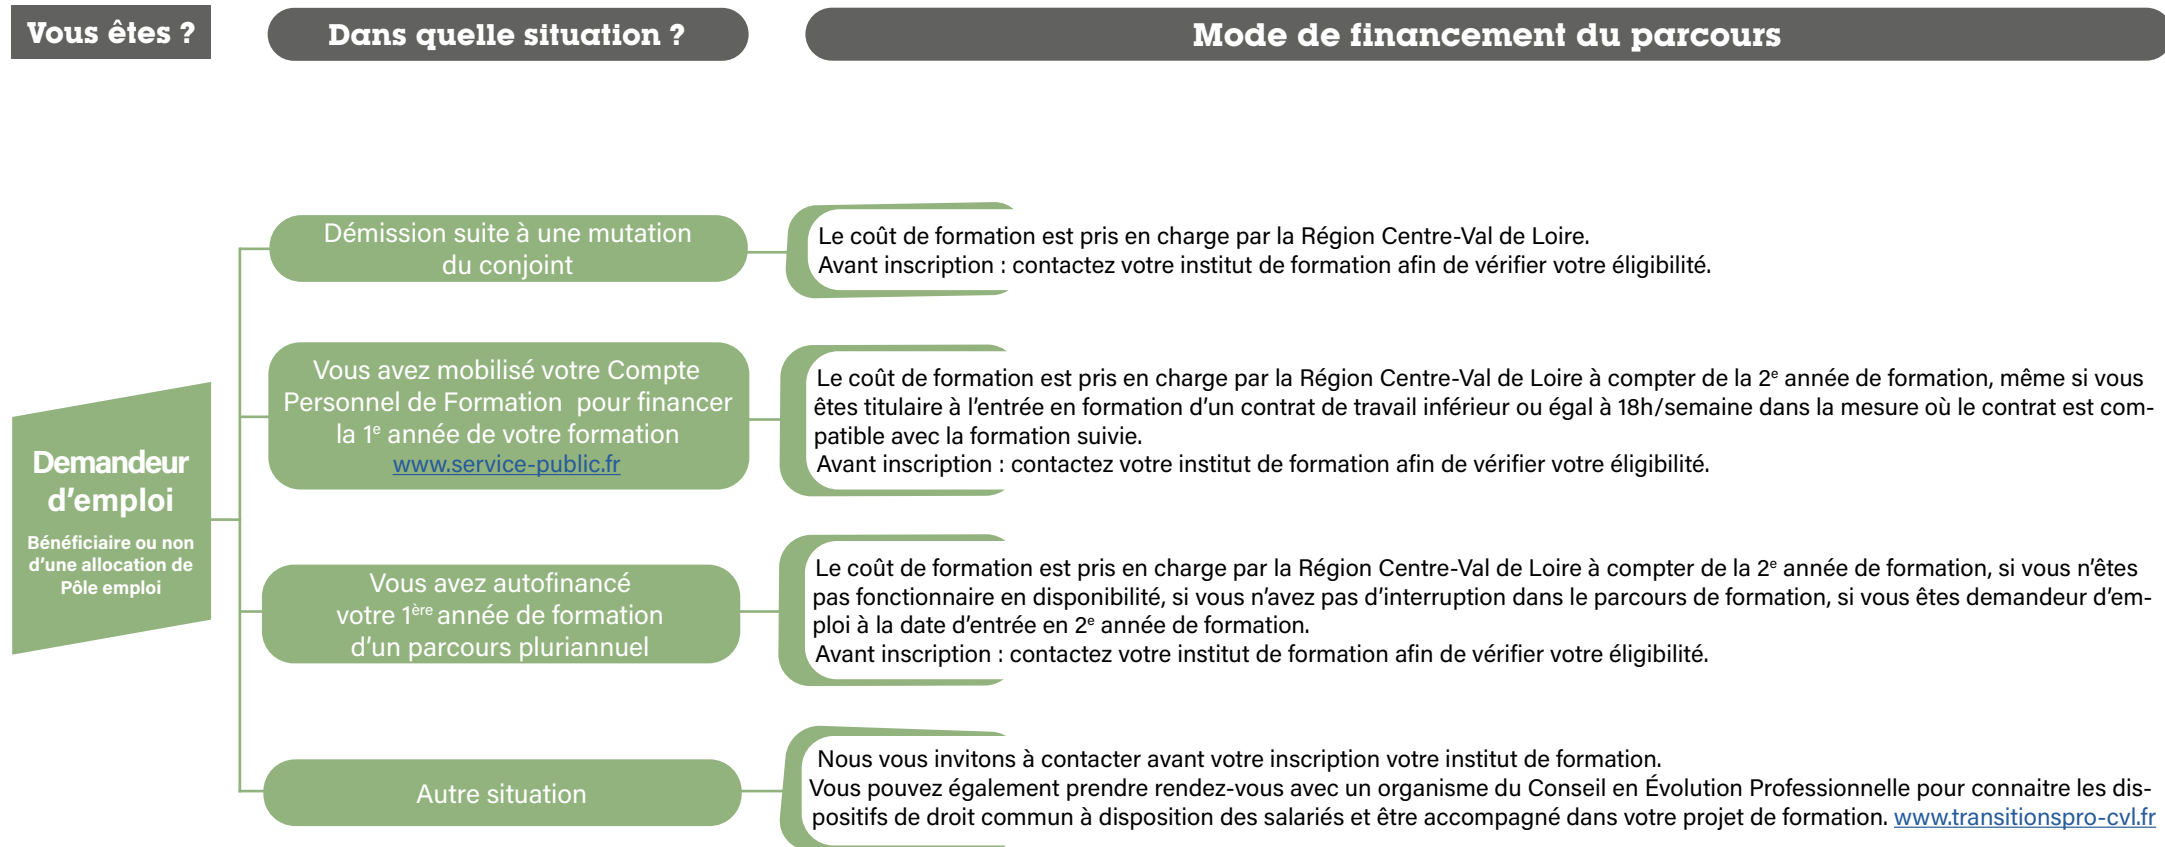 Vous êtes ?
Dans quelle situation ?
Mode de financement du parcours
Demandeur
d'emploi
Bénéficiaire ou non
d'une allocation de
Pôle emploi
Démission suite à une mutation
du conjoint
Le coût de formation est pris en charge par la Région Centre-Val de Loire.
Avant inscription : contactez votre institut de formation afin de vérifier votre éligibilité.
Vous avez mobilisé votre Compte
Personnel de Formation pour financer
la 1e année de votre formation
www.service-public.fr
Le coût de formation est pris en charge par la Région Centre-Val de Loire à compter de la 2e année de formation, même si vous
êtes titulaire à l'entrée en formation d'un contrat de travail inférieur ou égal à 18h/semaine dans la mesure où le contrat est com-
patible avec la formation suivie.
Avant inscription : contactez votre institut de formation afin de vérifier votre éligibilité.
Vous avez autofinancé
votre 1ère année de formation
d'un parcours pluriannuel
Le coût de formation est pris en charge par la Région Centre-Val de Loire à compter de la 2e année de formation, si vous n'êtes
pas fonctionnaire en disponibilité, si vous n'avez pas d'interruption dans le parcours de formation, si vous êtes demandeur d'em-
ploi à la date d'entrée en 2e année de formation.
Avant inscription : contactez votre institut de formation afin de vérifier votre éligibilité.
Autre situation
Nous vous invitons à contacter avant votre inscription votre institut de formation.
Vous pouvez également prendre rendez-vous avec un organisme du Conseil en Évolution Professionnelle pour connaitre les dis-
positifs de droit commun à disposition des salariés et être accompagné dans votre projet de formation. www.transitionspro-cvl.fr